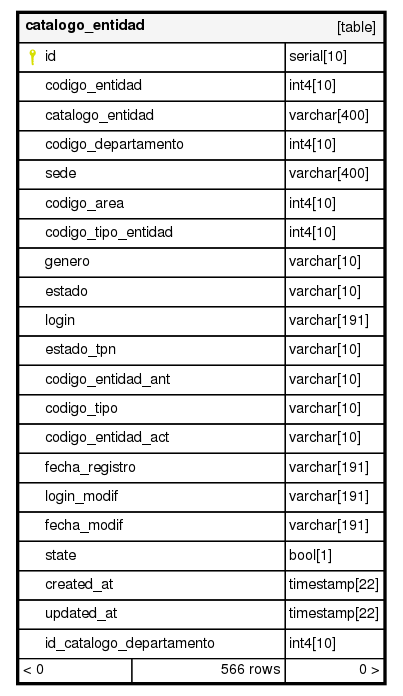 catalogo_entidad [table]
id serial[10]
codigo_entidad int4[10]
catalogo_entidad varchar[400]
codigo_departamento int4[10]
sede varchar[400]
codigo_area int4[10]
codigo_tipo_entidad int4[10]
genero varchar[10]
estado varchar[10]
login varchar[191]
estado_tpn varchar[10]
codigo_entidad_ant varchar[10]
codigo_tipo varchar[10]
codigo_entidad_act varchar[10]
fecha_registro varchar[191]
login_modif varchar[191]
fecha_modif varchar[191]
state bool[1]
created_at timestamp[22]
updated_at timestamp[22]
id_catalogo_departamento int4[10]
< 0 566 rows 0 >